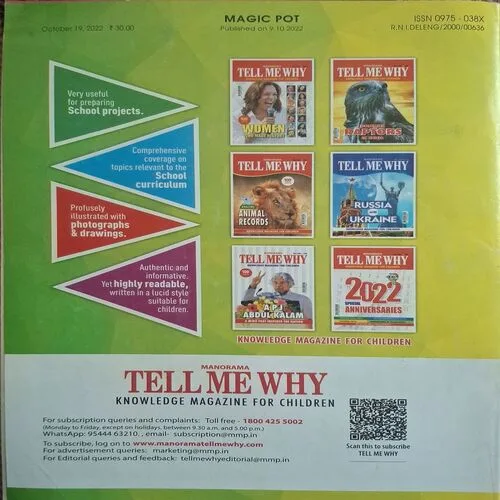 October 19, 2022 ₹ 30.00
MAGIC POT
Published on 9.10.2022
ISSN 0975 - 038X
R.N.I.DELENG/2000/00636
Very useful
for preparing
School projects.
Comprehensive
coverage on
topics relevant to the
School
curriculum
Profusely
illustrated with
photographs
& drawings.
Authentic and
informative.
Yet highly readable,
written in a lucid style
suitable for
children.
TELL ME WHY
WOMEN
TELL ME WHY
RAPTORS
TELL ME WHY
ANIMAL
RECORDS
TELL ME WHY
RUSSIA
UKRAINE
TELL ME WHY
A P J
ABDUL KALAM
TELL ME WHY
2022
SPECIAL
ANNIVERSARIES
KNOWLEDGE MAGAZINE FOR CHILDREN
MANORAMA
TELL ME WHY
KNOWLEDGE MAGAZINE FOR CHILDREN
For subscription queries and complaints: Toll free - 1800 425 5002
(Monday to Friday, except on holidays, between 9.30 a.m. and 5.00 p.m.)
WhatsApp: 95444 63210. , email- subscription@mmp.in
To subscribe, log on to www.manoramatellmewhy.com
For advertisement queries: marketing@mmp.in
For Editorial queries and feedback: tellmewhyeditorial@mmp.in
Scan this to subscribe
TELL ME WHY